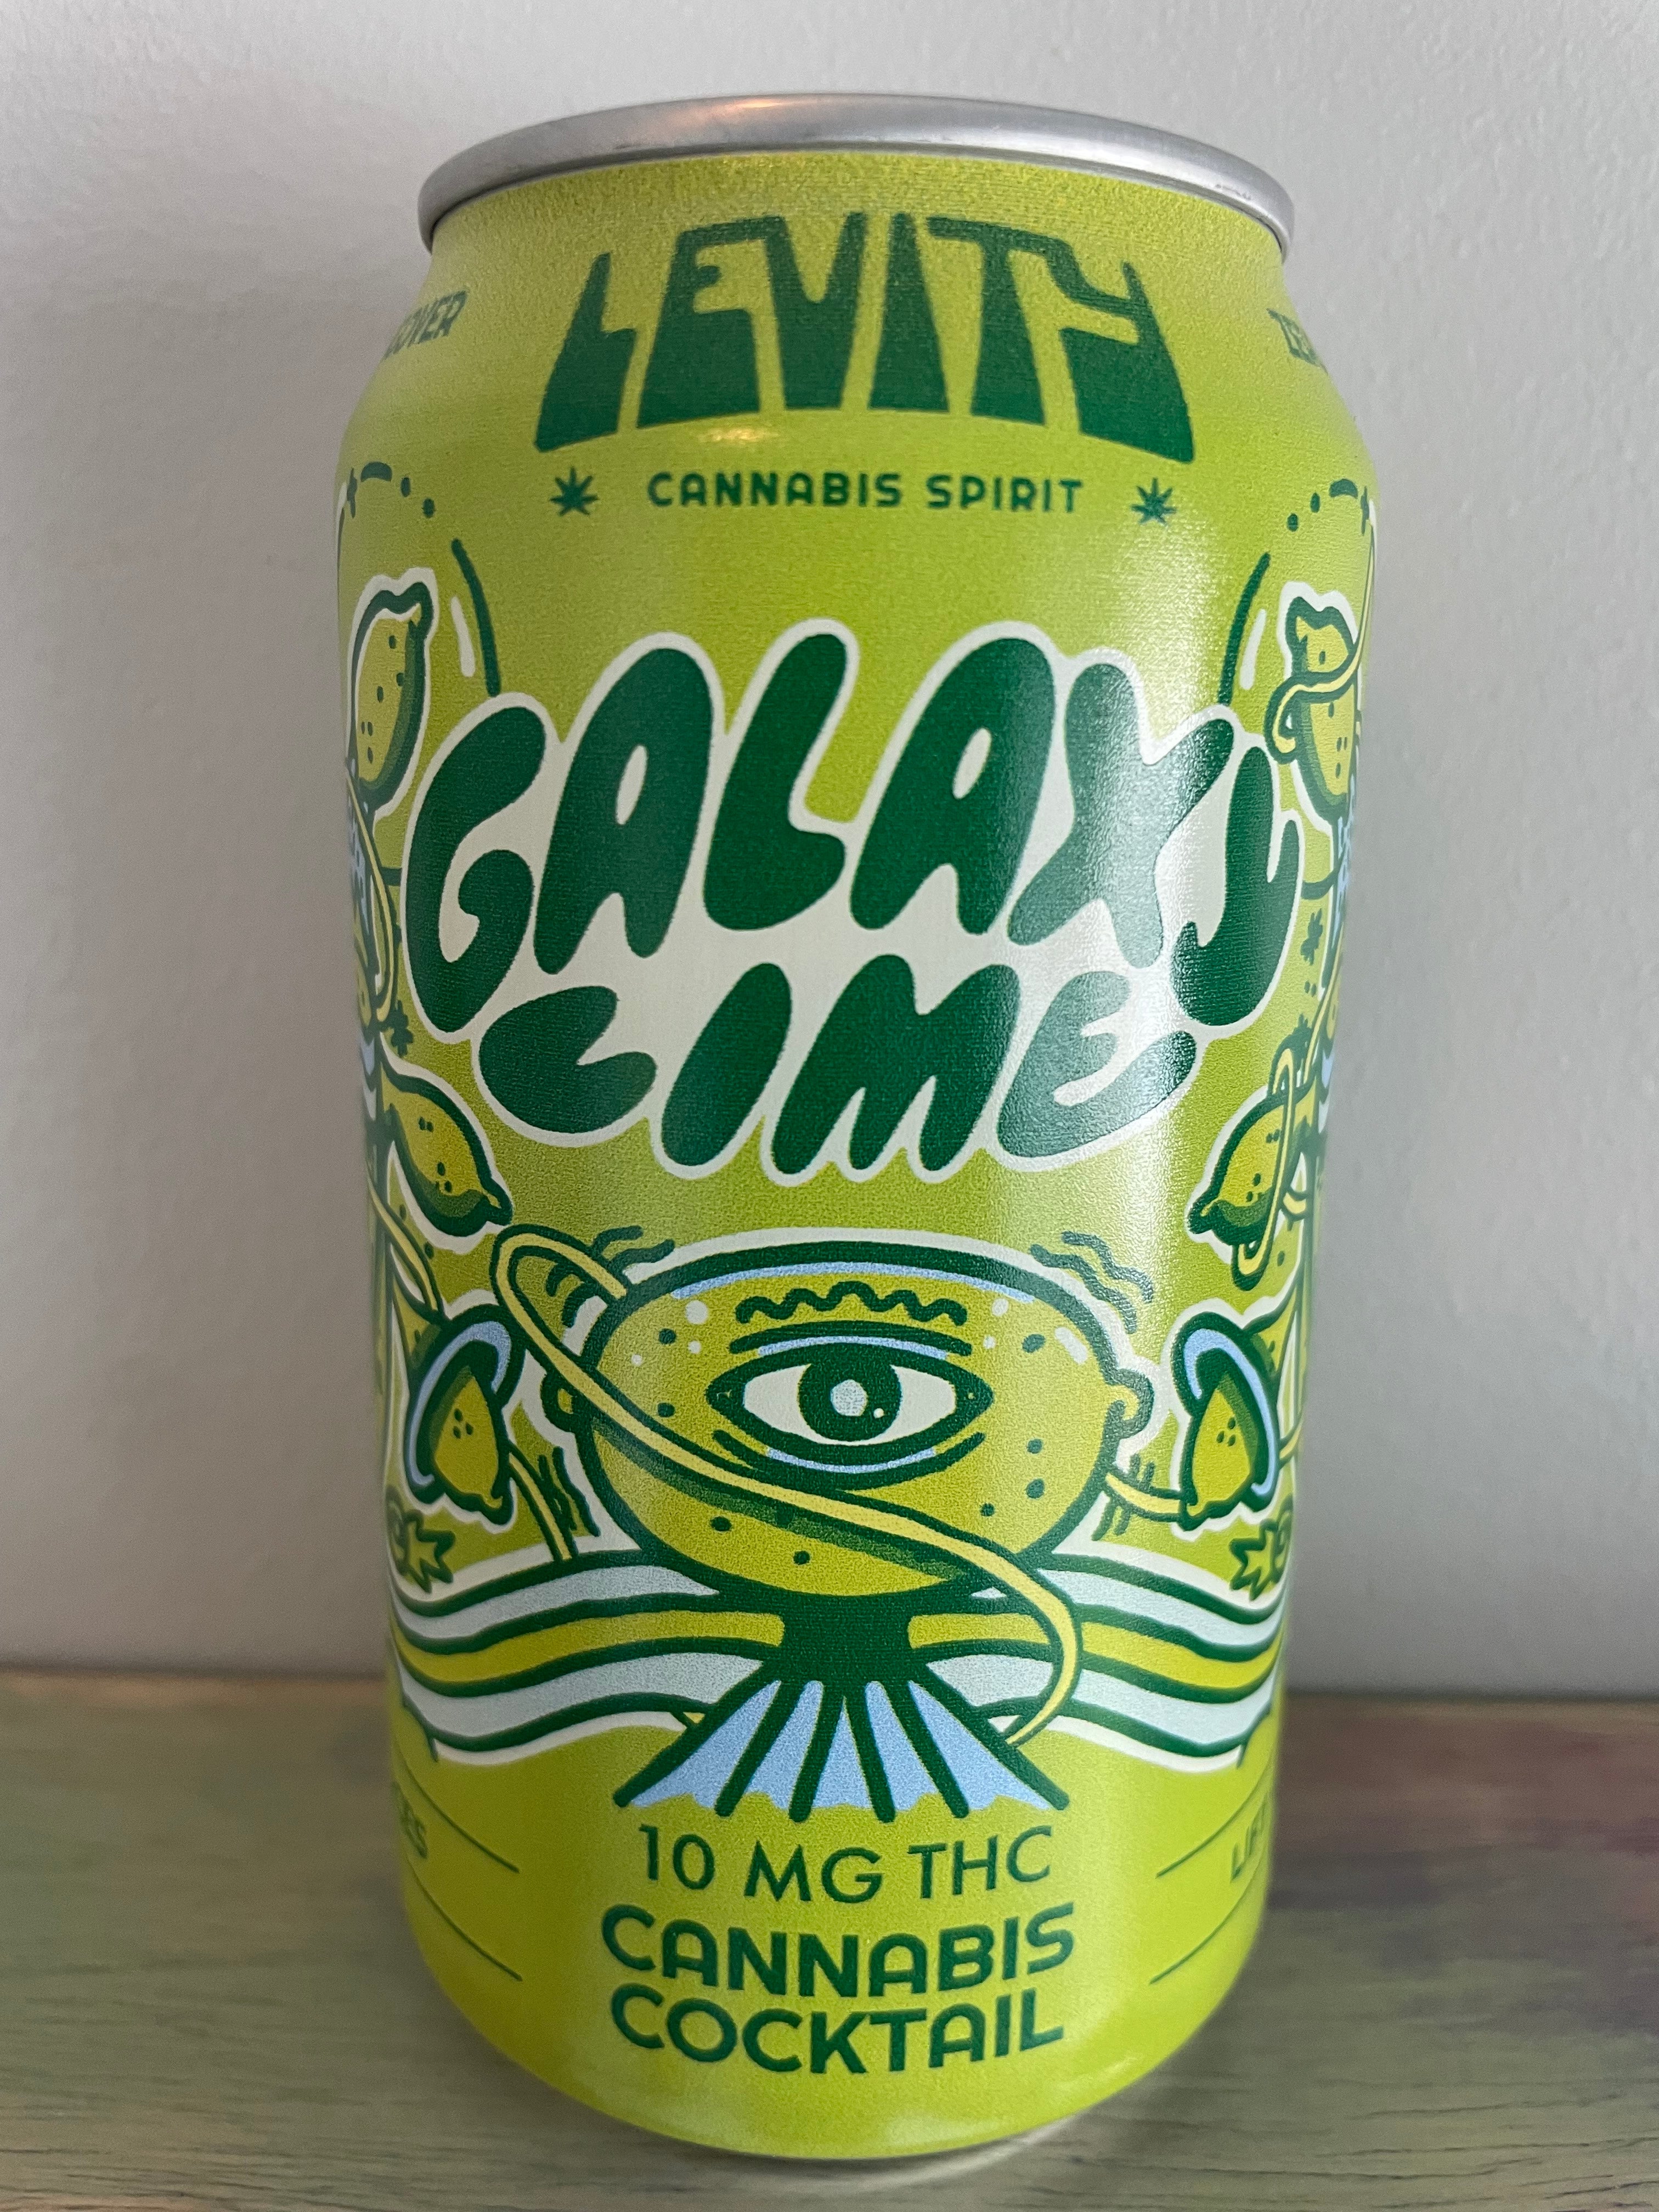 LEVITY
CANNABIS SPIRIT
GALAXY
LIME
10 MG THC
CANNABIS
COCKTAIL